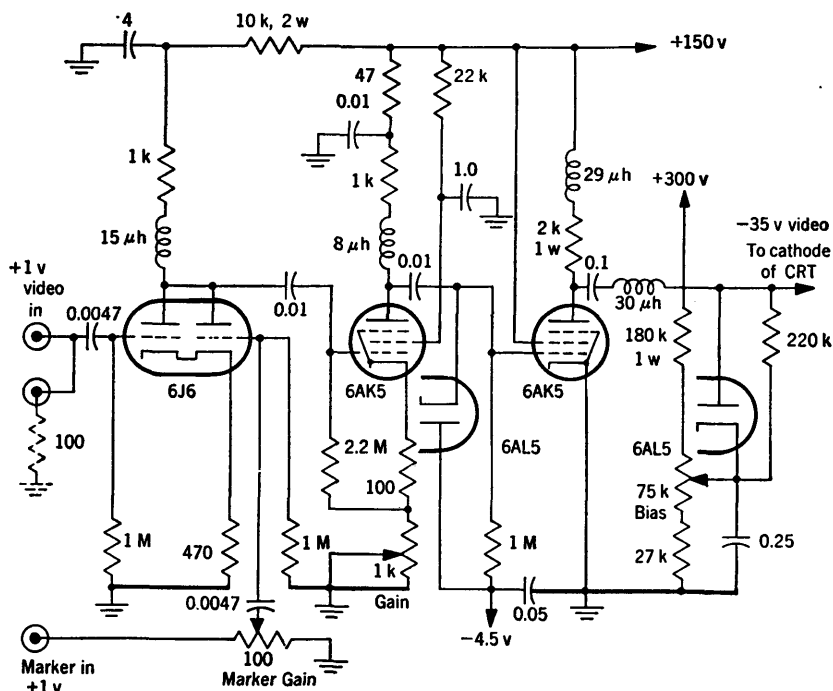 4
10 k, 2 w
+150 v
47
22 k
0.01
1 k
1 k
1.0
29 μh
+300 v
2 k
1 w
-35 v video
To cathode
of CRT
15 μh
8 μh
+1 v
video
in
0.0047
0.01
0.01
0.1
30 μh
180 k
1 w
220 k
6J6
6AK5
6AK5
100
2.2 M
100
6AL5
6AL5
75 k
Bias
1 M
470
1 M
1 k
Gain
1 M
27 k
0.25
0.0047
0.05
-4.5 v
100
Marker Gain
Marker in
+1 v